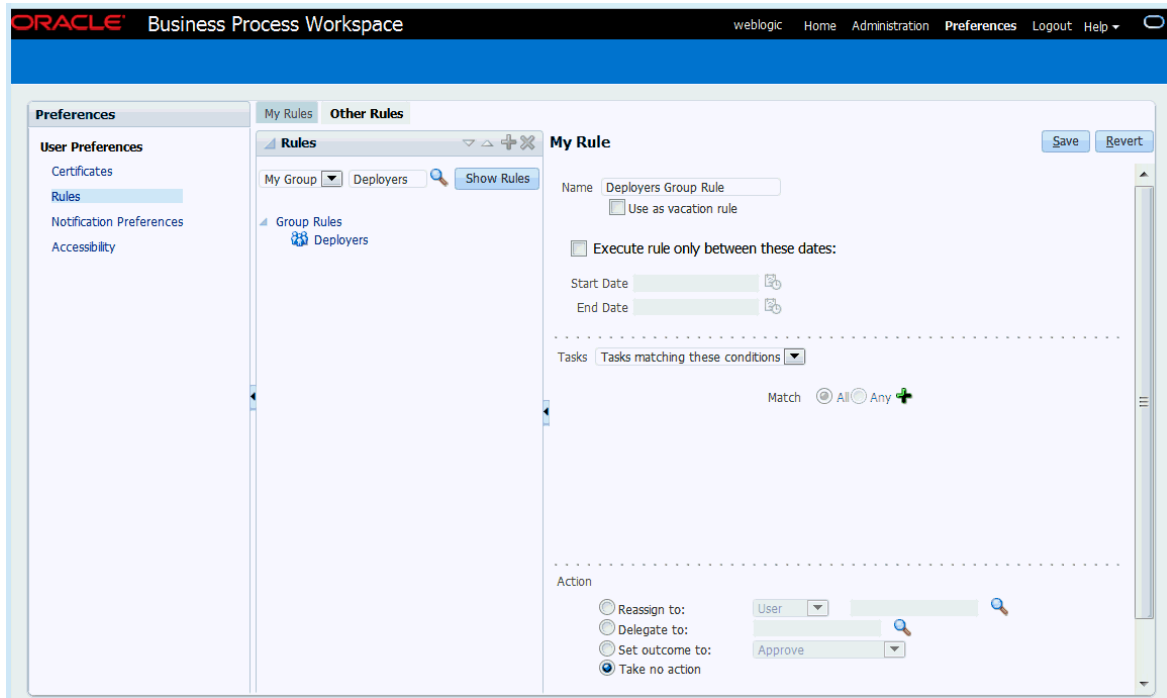 ORACLE Business Process Workspace weblogic Home Administration Preferences Logout Help
Preferences
User Preferences
Certificates
Rules
Notification Preferences
Accessibility
My Rules Other Rules
Rules
My Group Deployers Show Rules
Group Rules
Deployers
My Rule Save Revert
Name Deployers Group Rule
Use as vacation rule
Execute rule only between these dates:
Start Date
End Date
Tasks Tasks matching these conditions
Match All Any
Action
Reassign to: User
Delegate to:
Set outcome to: Approve
Take no action